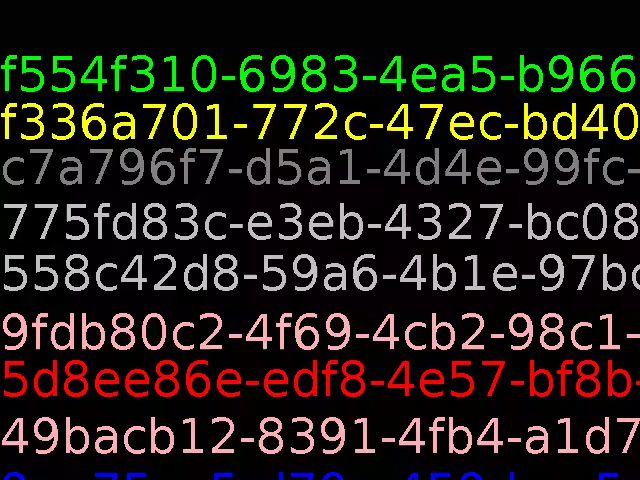 f554f310-6983-4ea5-b966
f336a701-772c-47ec-bd40
c7a796f7-d5a1-4d4e-99fc-
775fd83c-e3eb-4327-bc08
558c42d8-59a6-4b1e-97bc
9fdb80c2-4f69-4cb2-98c1-
5d8ee86e-edf8-4e57-bf8b-
49bacb12-8391-4fb4-a1d7